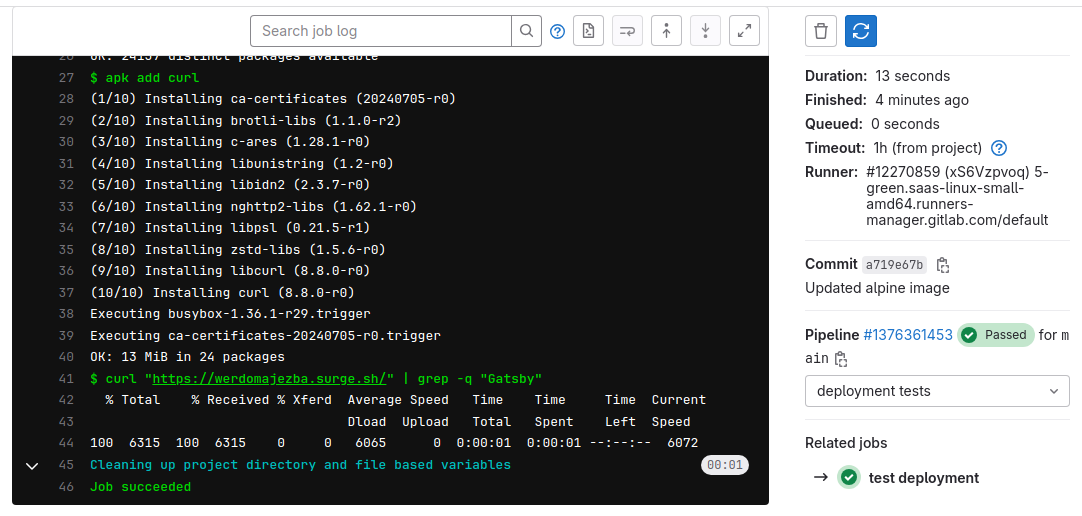 Search job log
26 OK: 24157 distinct packages available
27 $ apk add curl
28 (1/10) Installing ca-certificates (20240705-r0)
29 (2/10) Installing brotli-libs (1.1.0-r2)
30 (3/10) Installing c-ares (1.28.1-r0)
31 (4/10) Installing libunistring (1.2-r0)
32 (5/10) Installing libidn2 (2.3.7-r0)
33 (6/10) Installing nghttp2-libs (1.62.1-r0)
34 (7/10) Installing libpsl (0.21.5-r1)
35 (8/10) Installing zstd-libs (1.5.6-r0)
36 (9/10) Installing libcurl (8.8.0-r0)
37 (10/10) Installing curl (8.8.0-r0)
38 Executing busybox-1.36.1-r29.trigger
39 Executing ca-certificates-20240705-r0.trigger
40 OK: 13 MiB in 24 packages
41 $ curl "https://werdomajezba.surge.sh/" | grep -q "Gatsby"
42 % Total % Received % Xferd Average Speed Time Time Time Current
43 Dload Upload Total Spent Left Speed
44 100 6315 100 6315 0 0 6065 0 0:00:01 0:00:01 --:--:-- 6072
45 Cleaning up project directory and file based variables 00:01
46 Job succeeded
Duration: 13 seconds
Finished: 4 minutes ago
Queued: 0 seconds
Timeout: 1h (from project)
Runner: #12270859 (xS6Vzpvoq) 5-
green.saas-linux-small-
amd64.runners-
manager.gitlab.com/default
Commit a719e67b
Updated alpine image
Pipeline #1376361453 Passed for m
ain
deployment tests
Related jobs
→ test deployment